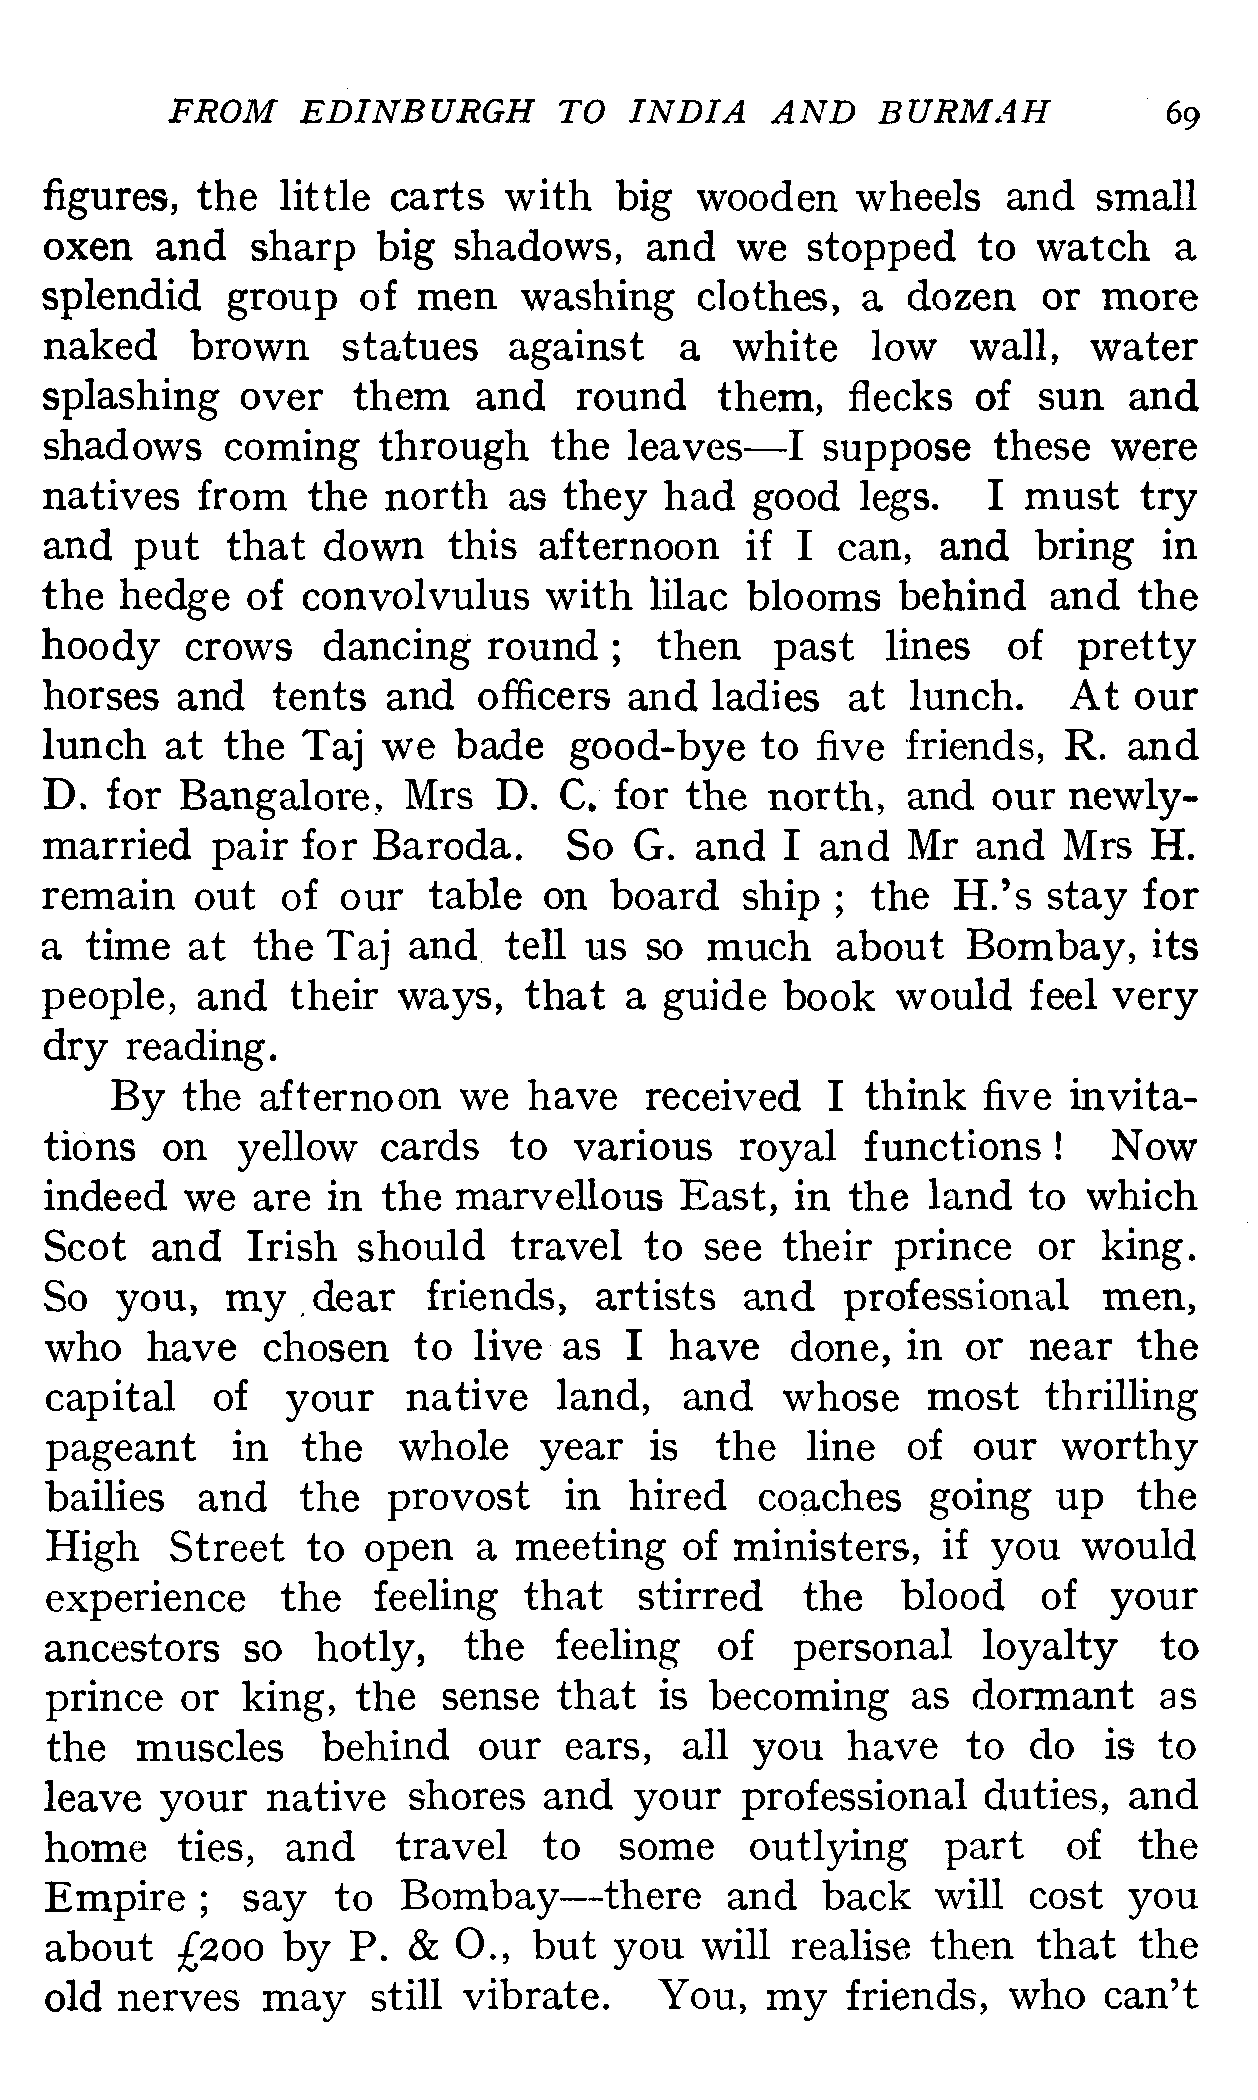 FROM EDINBURGH TO INDIA AND BURMAH 69
figures, the little carts with big wooden wheels and small
oxen and sharp big shadows, and we stopped to watch a
splendid group of men washing clothes, a dozen or more
naked brown statues against a white low wall, water
splashing over them and round them, flecks of sun and
shadows coming through the leaves—I suppose these were
natives from the north as they had good legs. I must try
and put that down this afternoon if I can, and bring in
the hedge of convolvulus with lilac blooms behind and the
hoody crows dancing round ; then past lines of pretty
horses and tents and officers and ladies at lunch. At our
lunch at the Taj we bade good-bye to five friends, R. and
D. for Bangalore, Mrs D. C. for the north, and our newly-
married pair for Baroda. So G. and I and Mr and Mrs H.
remain out of our table on board ship ; the H.'s stay for
a time at the Taj and tell us so much about Bombay, its
people, and their ways, that a guide book would feel very
dry reading.
By the afternoon we have received I think five invita-
tions on yellow cards to various royal functions ! Now
indeed we are in the marvellous East, in the land to which
Scot and Irish should travel to see their prince or king.
So you, my dear friends, artists and professional men,
who have chosen to live as I have done, in or near the
capital of your native land, and whose most thrilling
pageant in the whole year is the line of our worthy
bailies and the provost in hired coaches going up the
High Street to open a meeting of ministers, if you would
experience the feeling that stirred the blood of your
ancestors so hotly, the feeling of personal loyalty to
prince or king, the sense that is becoming as dormant as
the muscles behind our ears, all you have to do is to
leave your native shores and your professional duties, and
home ties, and travel to some outlying part of the
Empire ; say to Bombay—there and back will cost you
about £200 by P. & O., but you will realise then that the
old nerves may still vibrate. You, my friends, who can't